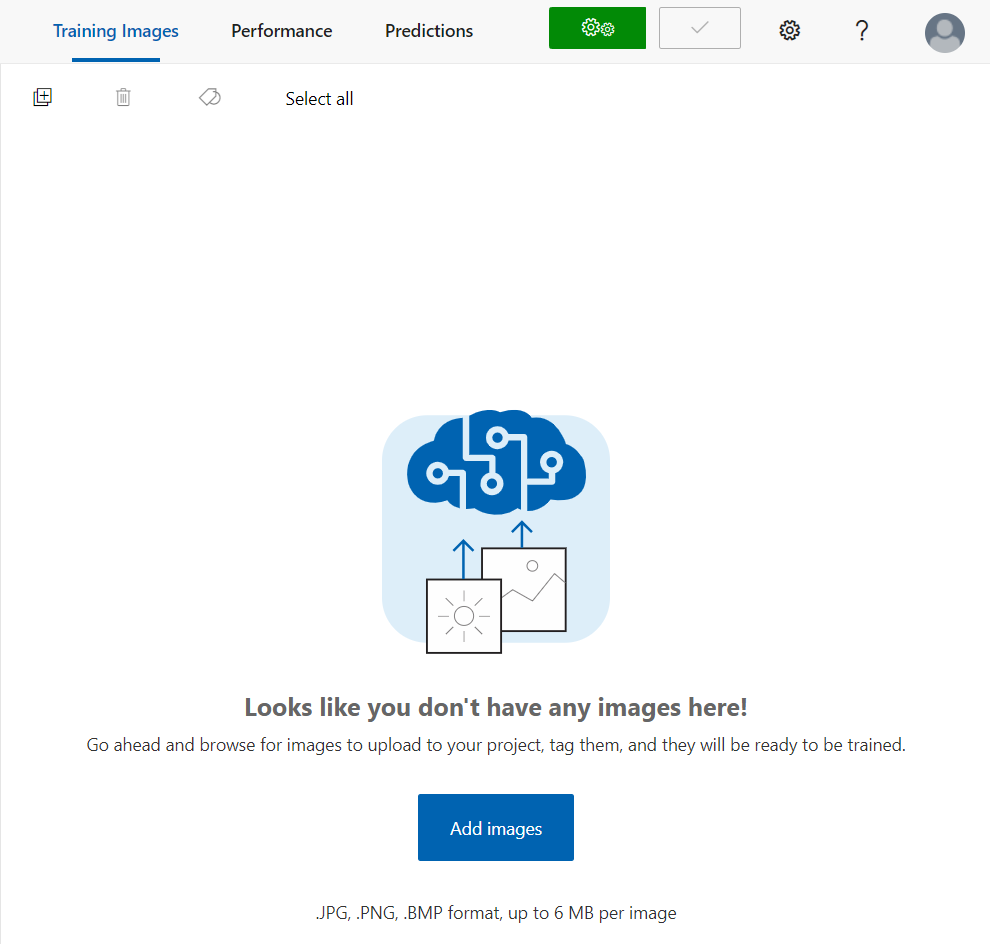 Training Images
Performance
Predictions
?
Select all
Looks like you don't have any images here!
Go ahead and browse for images to upload to your project, tag them, and they will be ready to be trained.
Add images
.JPG, .PNG, .BMP format, up to 6 MB per image